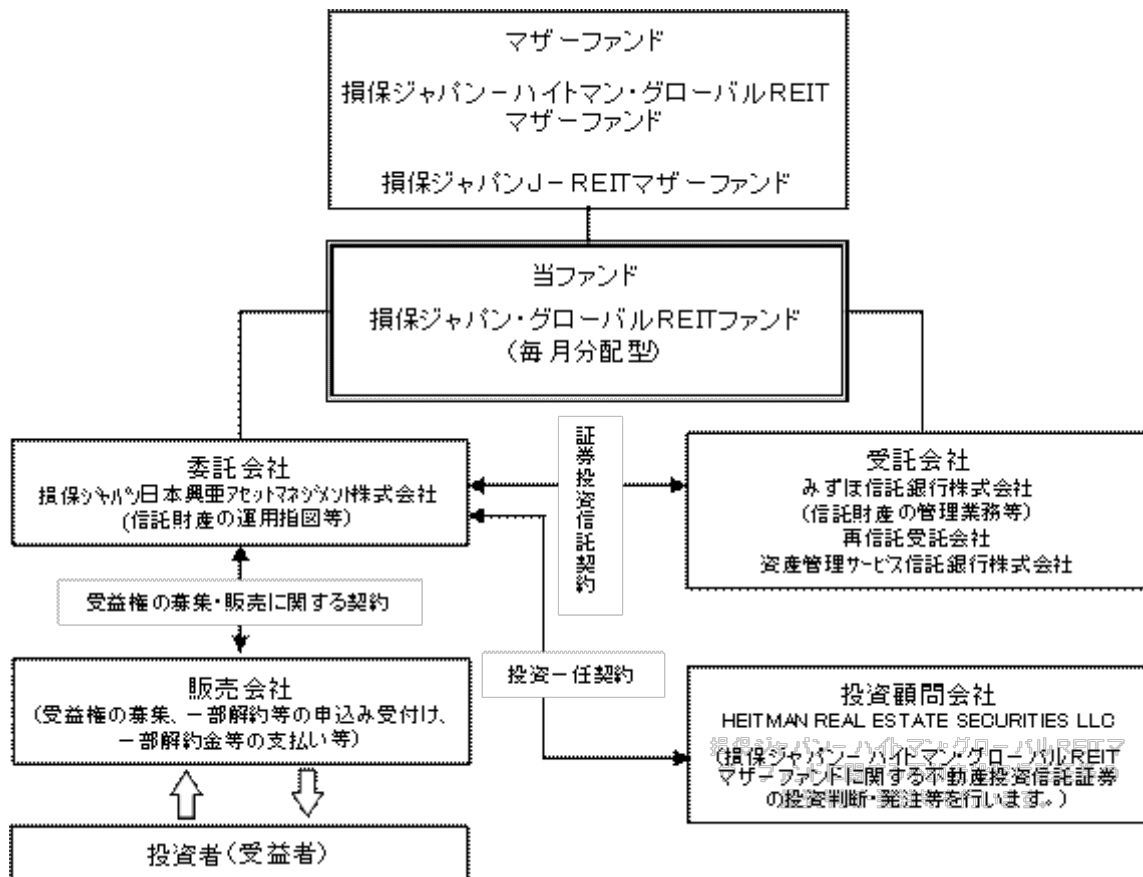 マザーファンド
損保ジャパン-ハイトマン・グローバルREIT
マザーファンド
損保ジャパンJ-REITマザーファンド
当ファンド
損保ジャパン・グローバルREITファンド
(毎月分配型)
証券投資信託契約
委託会社
損保ジャパン日本興亜アセットマネジメント株式会社
(信託財産の運用指図等)
受託会社
みずほ信託銀行株式会社
(信託財産の管理業務等)
再信託受託会社
資産管理サービス信託銀行株式会社
受益権の募集・販売に関する契約
投資一任契約
販売会社
(受益権の募集、一部解約等の申込み受付け、
一部解約金等の支払い等)
投資顧問会社
HEITMAN REAL ESTATE SECURITIES LLC
(損保ジャパン-ハイトマン・グローバルREIT
マザーファンドに関する不動産投資信託証券
の投資判断・発注等を行います。)
投資者(受益者)